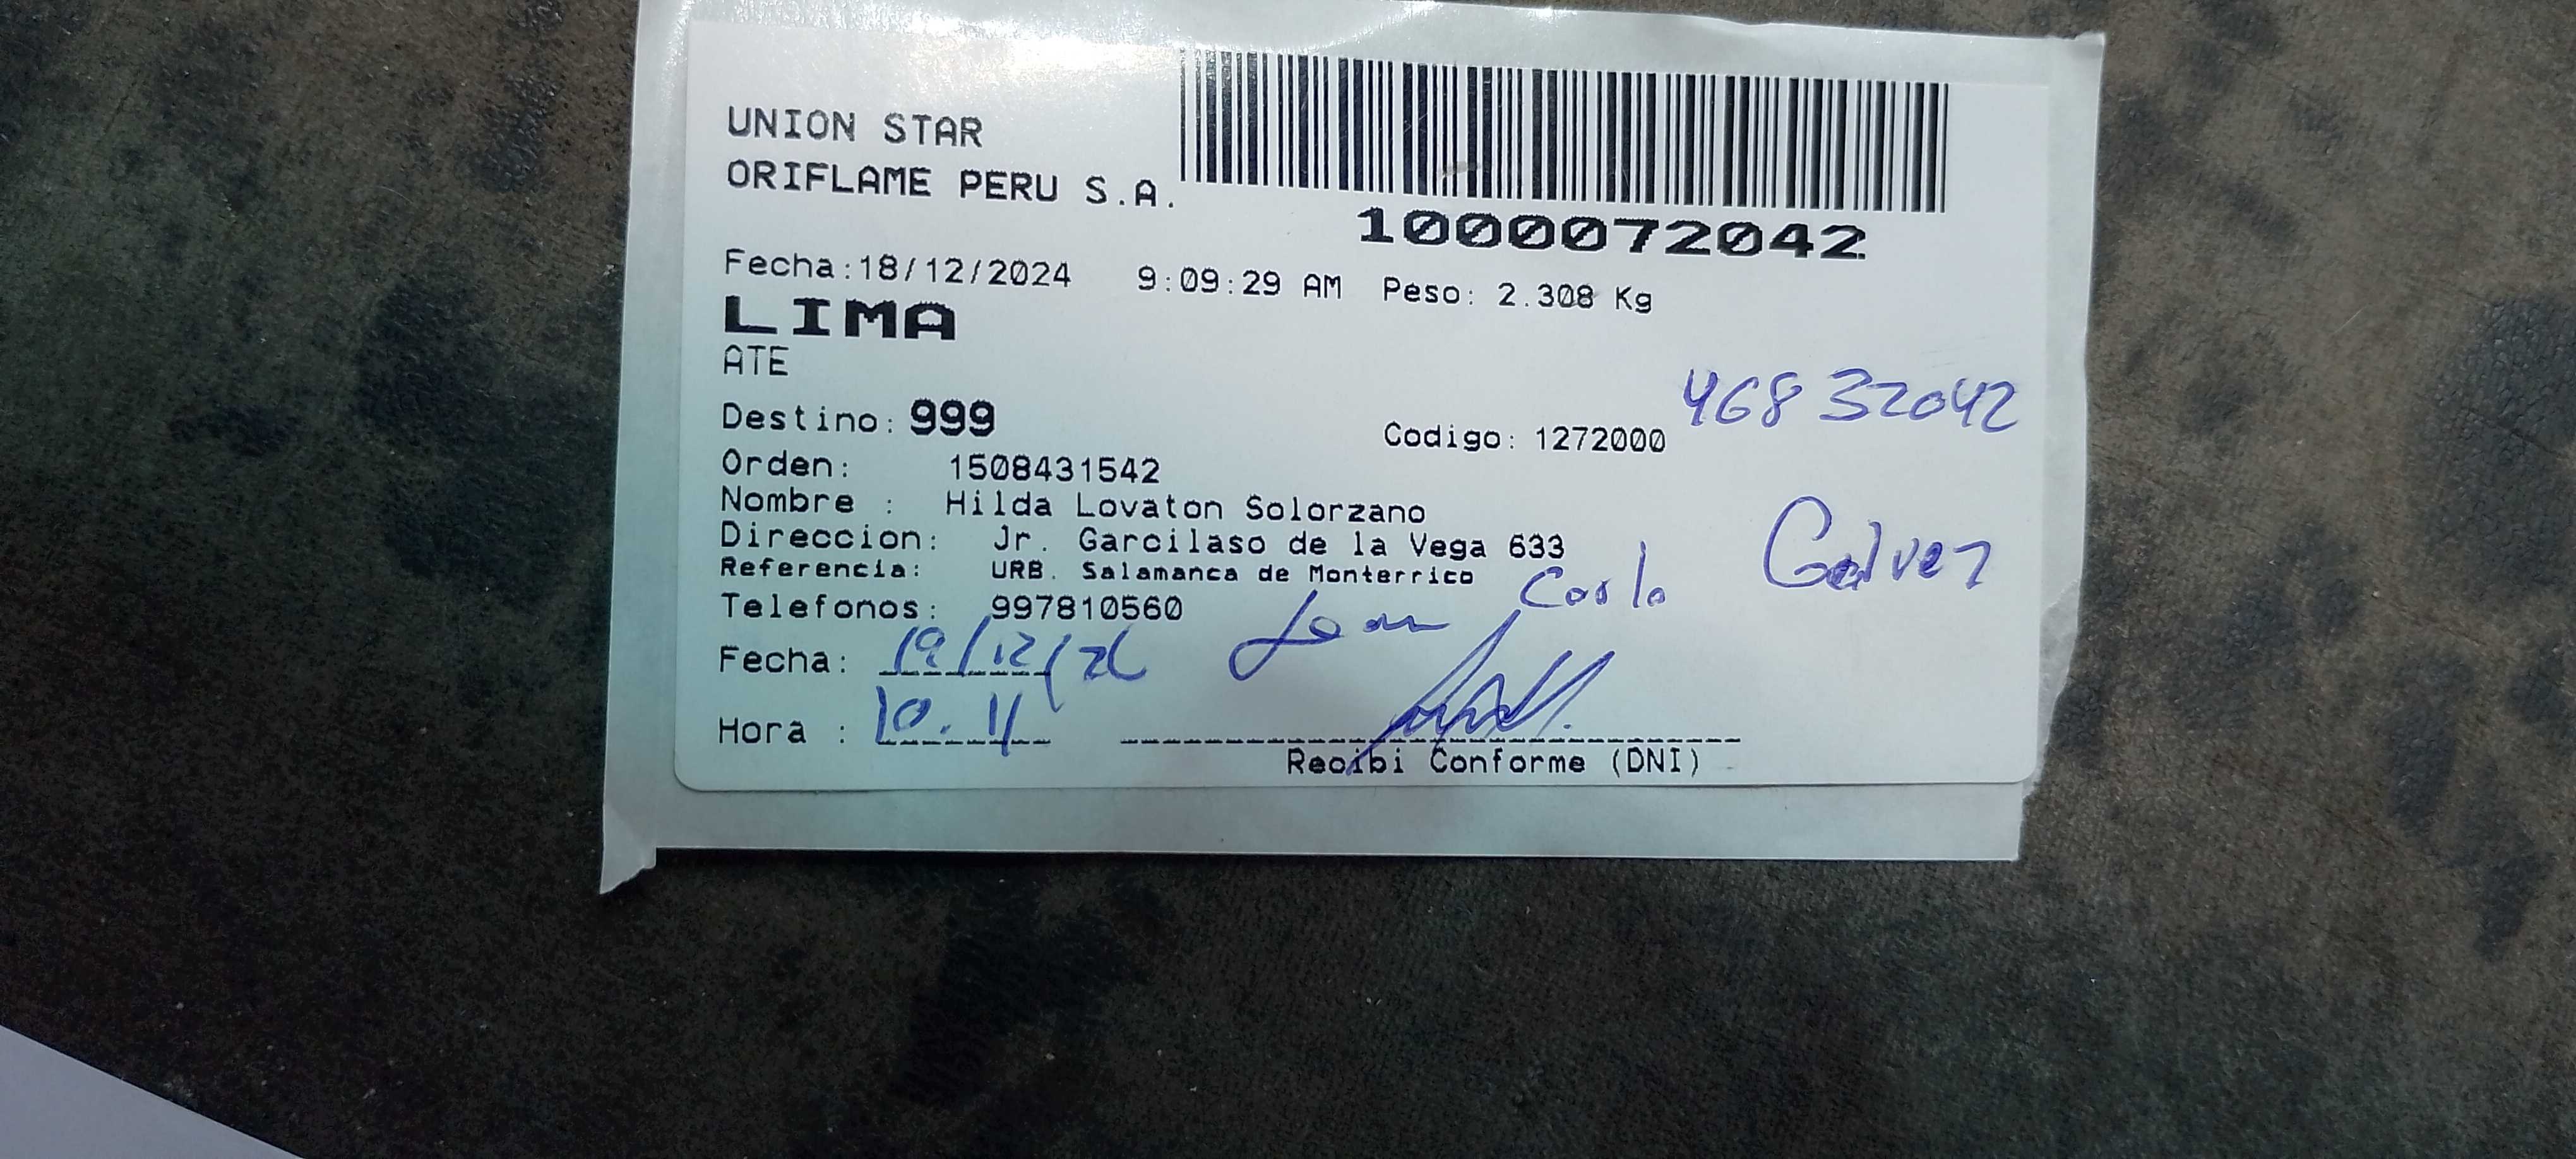 UNION STAR
ORIFLAME PERU S.A.
1000072042
Fecha:18/12/2024 9:09:29 AM Peso: 2.308 Kg
LIMA
ATE
46832042
Destino: 999 Codigo: 1272000
Orden: 1508431542
Nombre : Hilda Lovaton Solorzano
Direccion: Jr. Garcilaso de la Vega 633
Referencia: URB. Salamanca de Monterrico
Jean Carlo Galvez
Telefonos: 997810560
Fecha: 19/12/24
Hora : 10.11
Recibi Conforme (DNI)